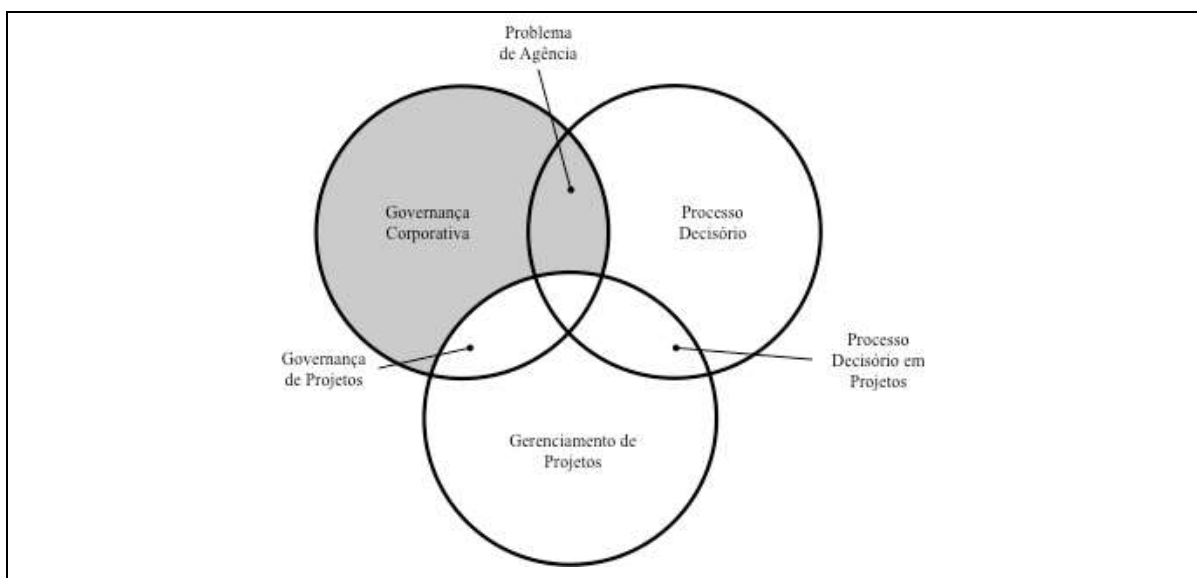 Problema
de Agência
Governança
Corporativa
Processo
Decisório
Governança
de Projetos
Processo
Decisório em
Projetos
Gerenciamento de
Projetos